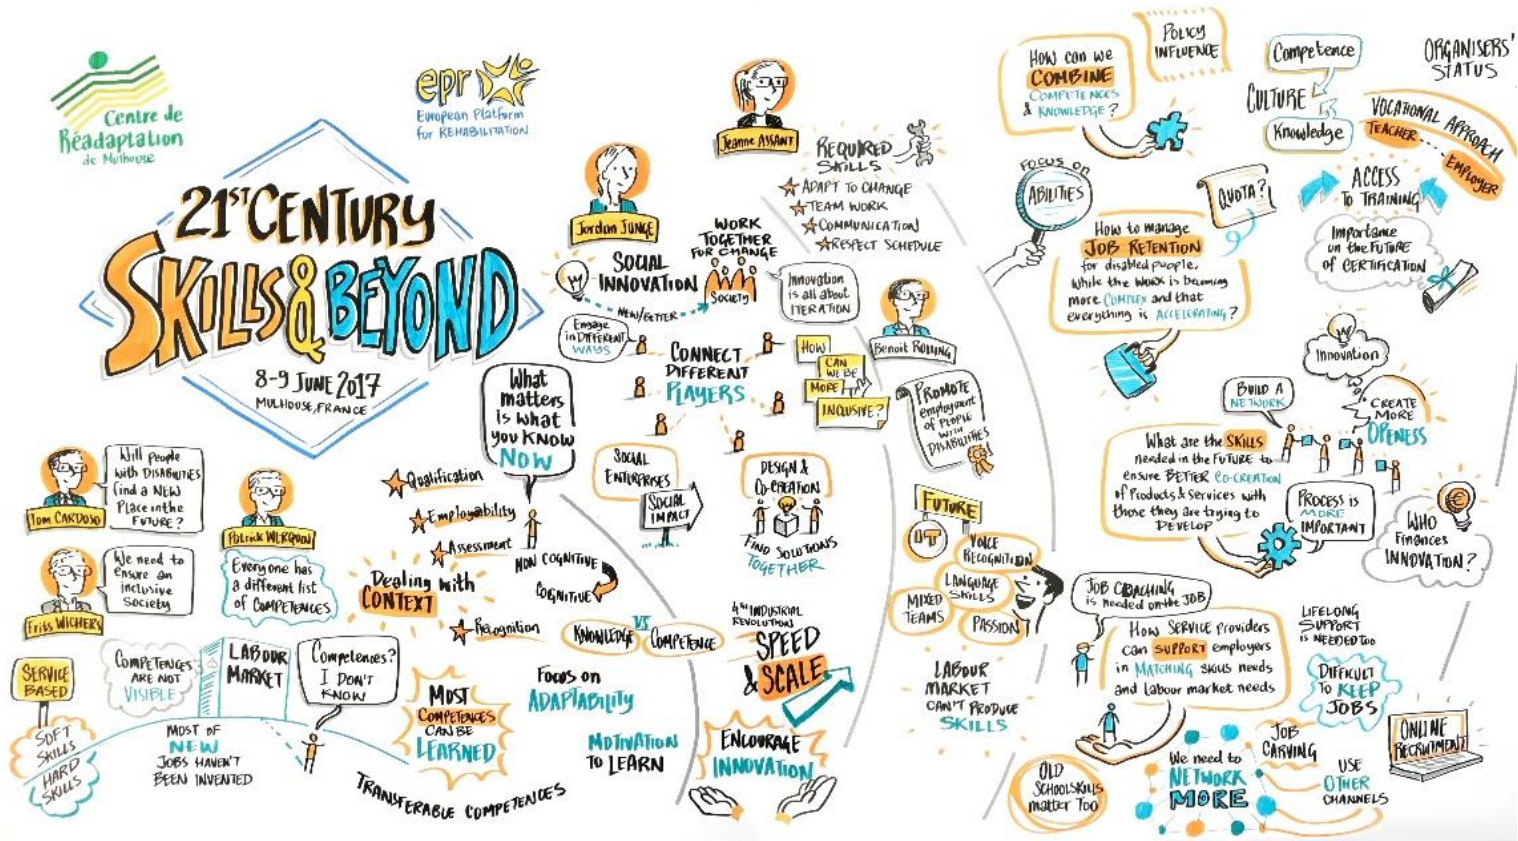 Centre de
Réadaptation
de Mulhouse
epr
European Platform
for REHABILITATION
21ST CENTURY
SKILLS & BEYOND
8-9 JUNE 2017
MULHOUSE, FRANCE
Tom CARDOSO
Will people
with DISABILITIES
find a NEW
Place in the
FUTURE?
Frits WICHERS
We need to
ensure an
inclusive
Society
Patrick WERQUIN
Everyone has
a different list
of COMPETENCES
Qualification
Employability
Assessment
Dealing with
CONTEXT
Recognition
What
matters
is what
you KNOW
NOW
NON COGNITIVE
COGNITIVE
KNOWLEDGE VS COMPETENCE
SERVICE
BASED
SOFT
SKILLS
HARD
SKILLS
COMPETENCES
ARE NOT
VISIBLE
LABOUR
MARKET
MOST OF
NEW
JOBS HAVEN'T
BEEN INVENTED
Competences?
I DON'T
KNOW
MOST
COMPETENCES
CAN BE
LEARNED
Focus on
ADAPTABILITY
MOTIVATION
TO LEARN
TRANSFERABLE COMPETENCES
Jordan JUNGE
SOCIAL
INNOVATION
NEW/BETTER
WORK
TOGETHER
FOR CHANGE
SOCIETY
Innovation
is all about
ITERATION
Engage
in DIFFERENT
WAYS
CONNECT
DIFFERENT
PLAYERS
HOW
CAN
WE BE
MORE
INCLUSIVE?
SOCIAL
ENTERPRISES
SOCIAL
IMPACT
DESIGN &
CO-CREATION
FIND SOLUTIONS
TOGETHER
4TH INDUSTRIAL
REVOLUTION
SPEED
& SCALE
ENCOURAGE
INNOVATION
Jeanne ASSANT
REQUIRED
SKILLS
ADAPT TO CHANGE
TEAM WORK
COMMUNICATION
RESPECT SCHEDULE
Benoit ROLLING
PROMOTE
employment
of PEOPLE
WITH
DISABILITIES
FUTURE
IT
VOICE
RECOGNITION
LANGUAGE
SKILLS
MIXED
TEAMS
PASSION
LABOUR
MARKET
CAN'T PRODUCE
SKILLS
How can we
COMBINE
COMPETENCES
& KNOWLEDGE?
POLICY
INFLUENCE
Competence
CULTURE
Knowledge
ORGANISERS'
STATUS
VOCATIONAL APPROACH
TEACHER
EMPLOYER
FOCUS ON
ABILITIES
QUOTA?
ACCESS
TO TRAINING
How to manage
JOB RETENTION
for disabled people,
While the WORK is becoming
more COMPLEX and that
everything is ACCELERATING?
Importance
on the FUTURE
of CERTIFICATION
Innovation
BUILD A
NETWORK
CREATE
MORE
OPENESS
What are the SKILLS
needed in the FUTURE to
ensure BETTER CO-CREATION
of Products & Services with
those they are trying to
DEVELOP
PROCESS IS
MORE
IMPORTANT
WHO
Finances
INNOVATION?
JOB COACHING
is needed on the JOB
How SERVICE providers
can SUPPORT employers
in MATCHING skills needs
and labour market needs
LIFELONG
SUPPORT
IS NEEDED TOO
DIFFICULT
TO KEEP
JOBS
OLD
SCHOOL SKILLS
matter Too
We need to
NETWORK
MORE
JOB
CARVING
USE
OTHER
CHANNELS
ONLINE
RECRUITMENT